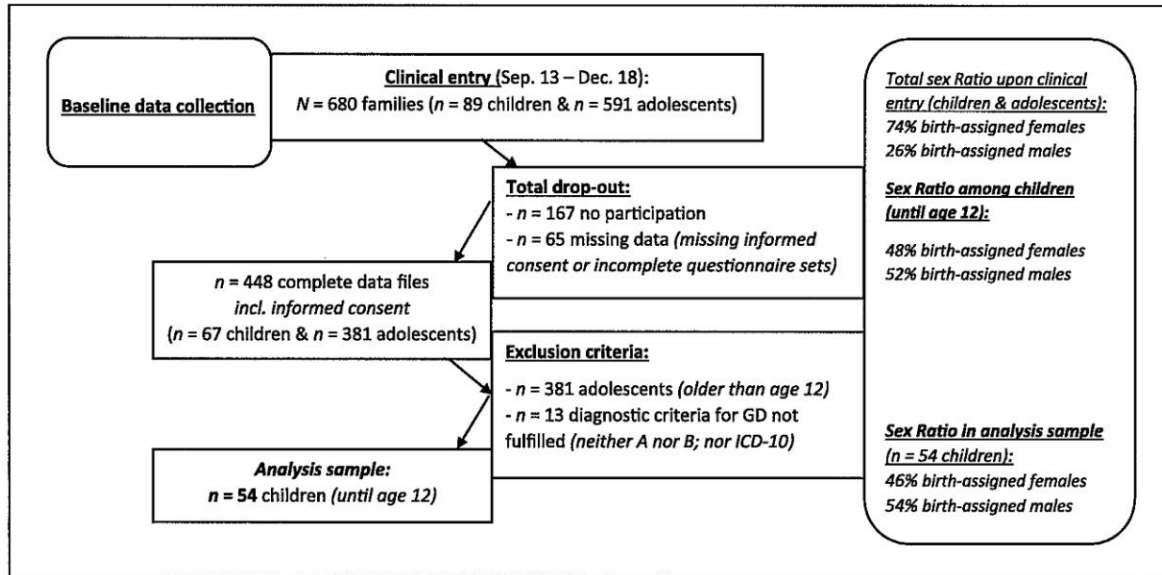 Baseline data collection
Clinical entry (Sep. 13 – Dec. 18):
N = 680 families (n = 89 children & n = 591 adolescents)
Total drop-out:
- n = 167 no participation
- n = 65 missing data (missing informed
consent or incomplete questionnaire sets)
n = 448 complete data files
incl. informed consent
(n = 67 children & n = 381 adolescents)
Exclusion criteria:
- n = 381 adolescents (older than age 12)
- n = 13 diagnostic criteria for GD not
fulfilled (neither A nor B; nor ICD-10)
Analysis sample:
n = 54 children (until age 12)
Total sex Ratio upon clinical
entry (children & adolescents):
74% birth-assigned females
26% birth-assigned males
Sex Ratio among children
(until age 12):
48% birth-assigned females
52% birth-assigned males
Sex Ratio in analysis sample
(n = 54 children):
46% birth-assigned females
54% birth-assigned males